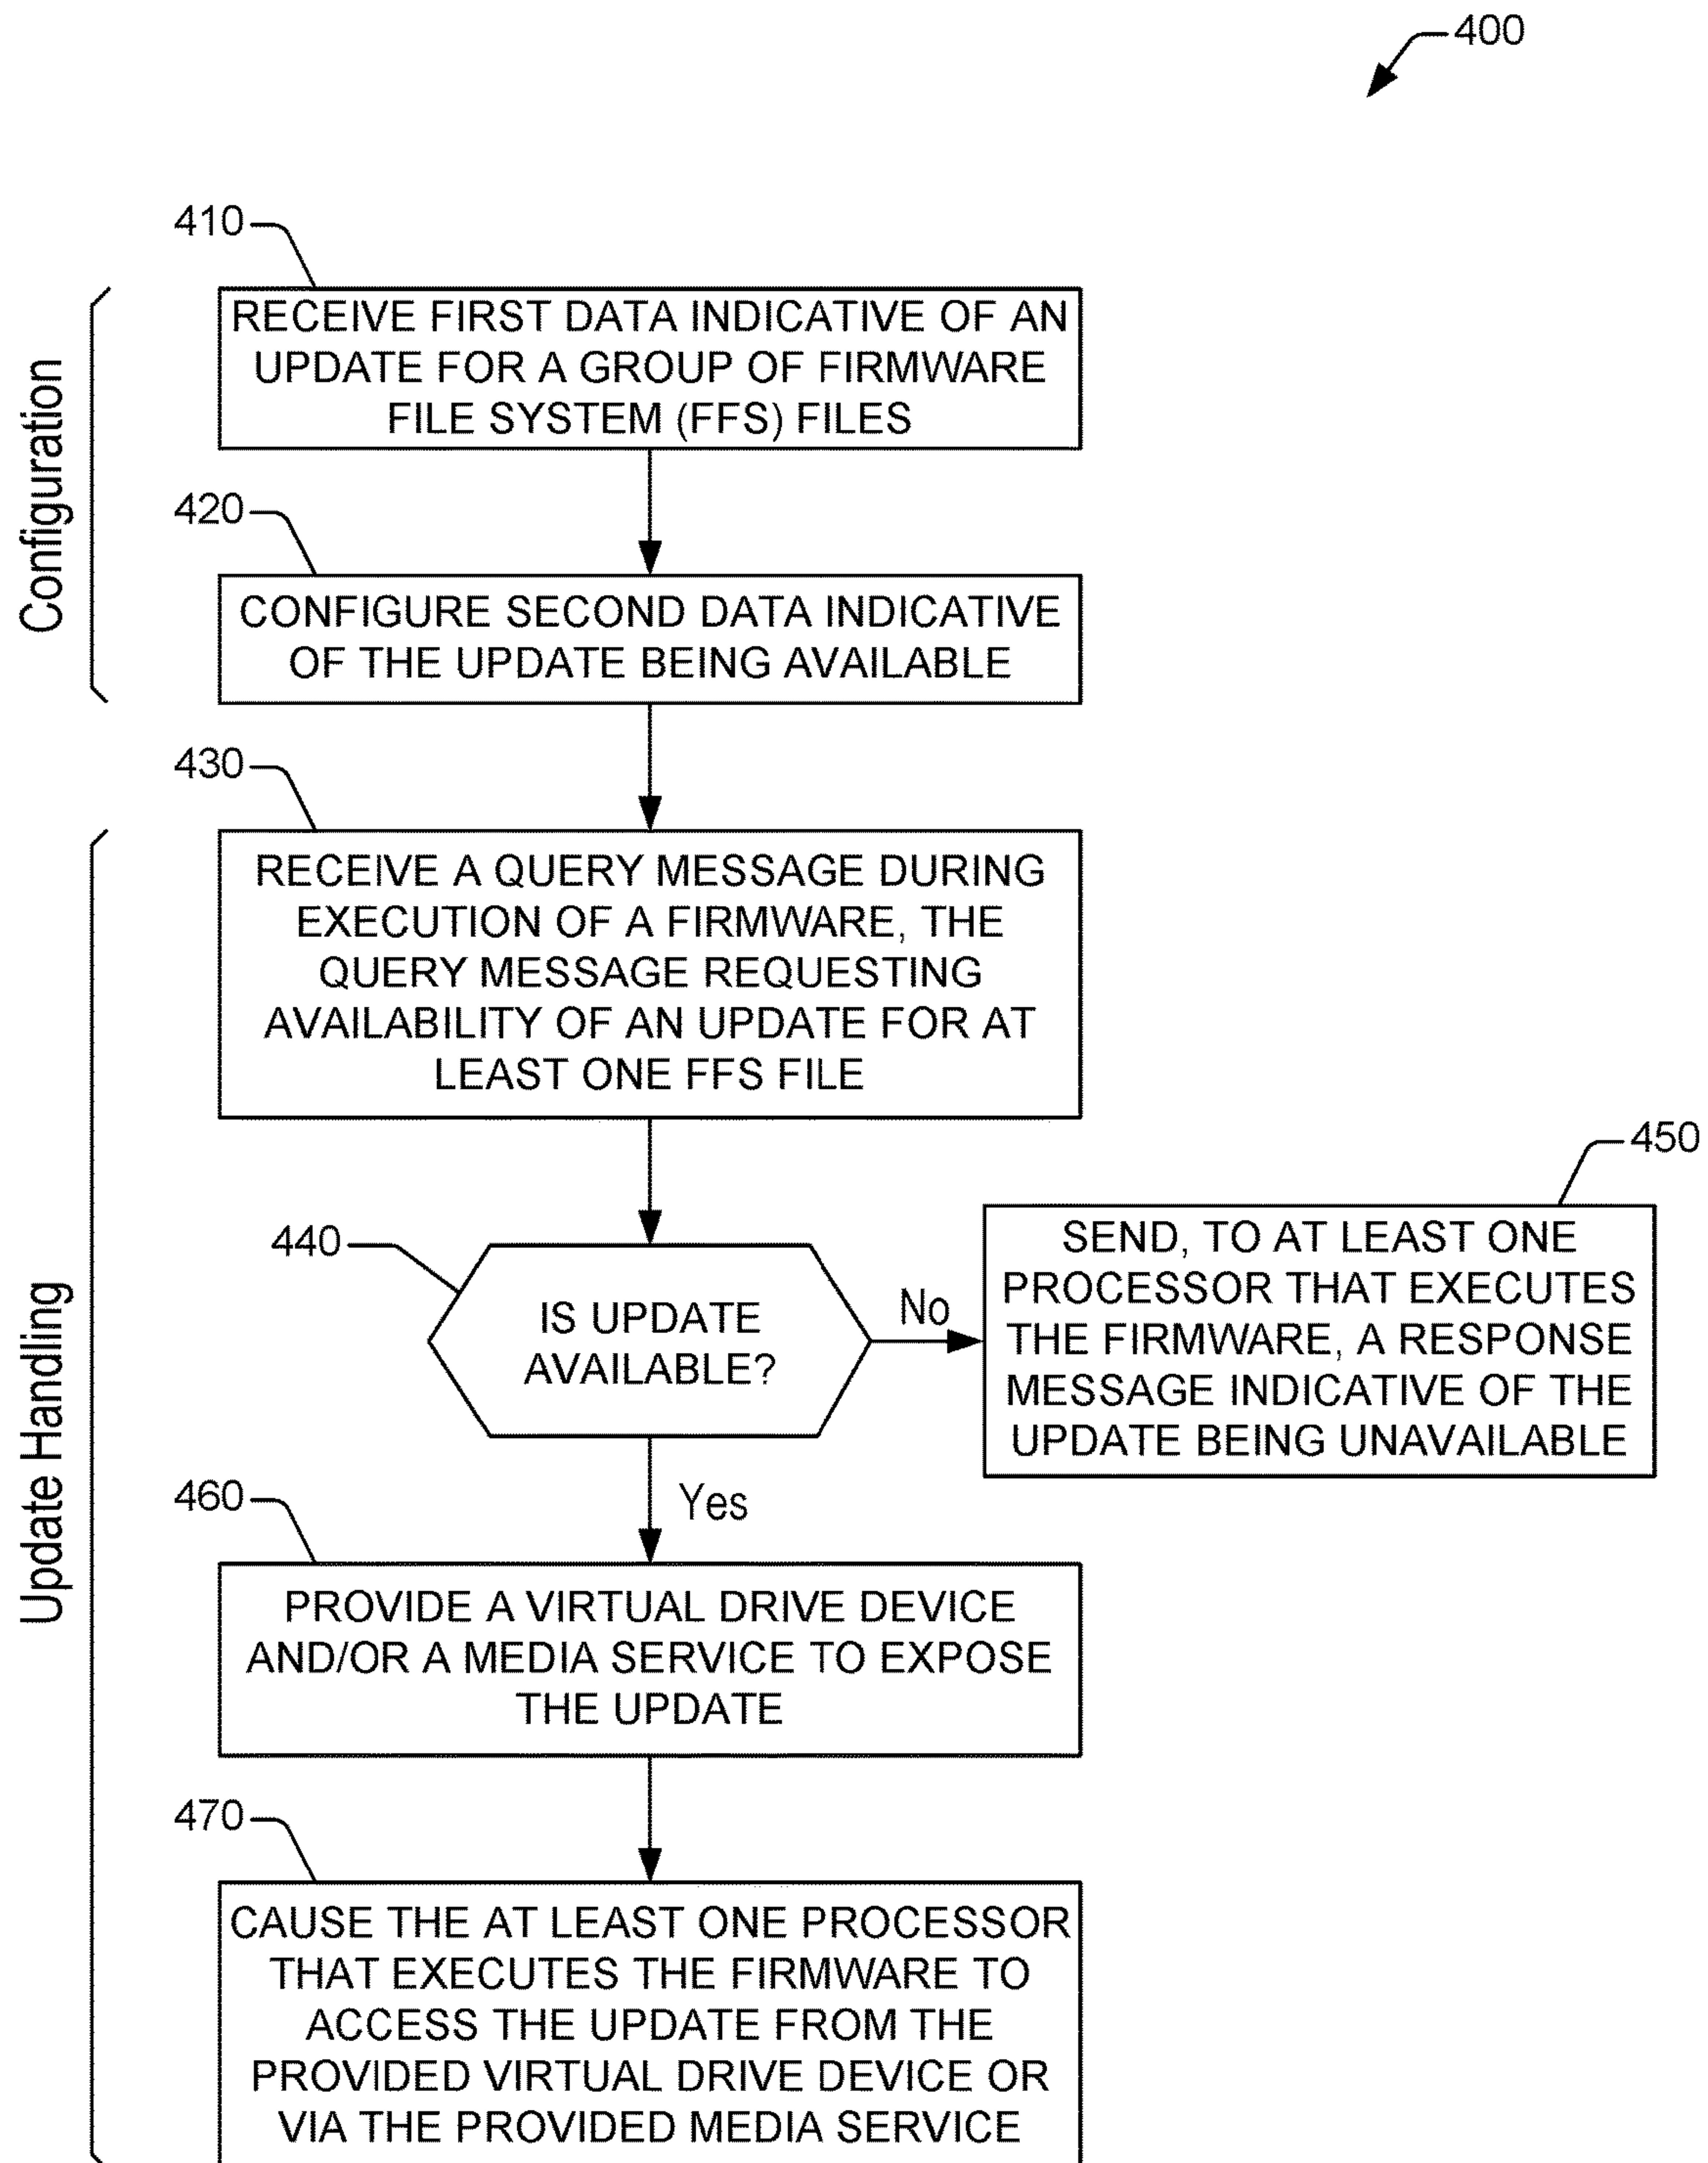 400
410
RECEIVE FIRST DATA INDICATIVE OF AN
UPDATE FOR A GROUP OF FIRMWARE
FILE SYSTEM (FFS) FILES
Configuration
420
CONFIGURE SECOND DATA INDICATIVE
OF THE UPDATE BEING AVAILABLE
430
RECEIVE A QUERY MESSAGE DURING
EXECUTION OF A FIRMWARE, THE
QUERY MESSAGE REQUESTING
AVAILABILITY OF AN UPDATE FOR AT
LEAST ONE FFS FILE
Update Handling
440
IS UPDATE
AVAILABLE?
No
450
SEND, TO AT LEAST ONE
PROCESSOR THAT EXECUTES
THE FIRMWARE, A RESPONSE
MESSAGE INDICATIVE OF THE
UPDATE BEING UNAVAILABLE
Yes
460
PROVIDE A VIRTUAL DRIVE DEVICE
AND/OR A MEDIA SERVICE TO EXPOSE
THE UPDATE
470
CAUSE THE AT LEAST ONE PROCESSOR
THAT EXECUTES THE FIRMWARE TO
ACCESS THE UPDATE FROM THE
PROVIDED VIRTUAL DRIVE DEVICE OR
VIA THE PROVIDED MEDIA SERVICE